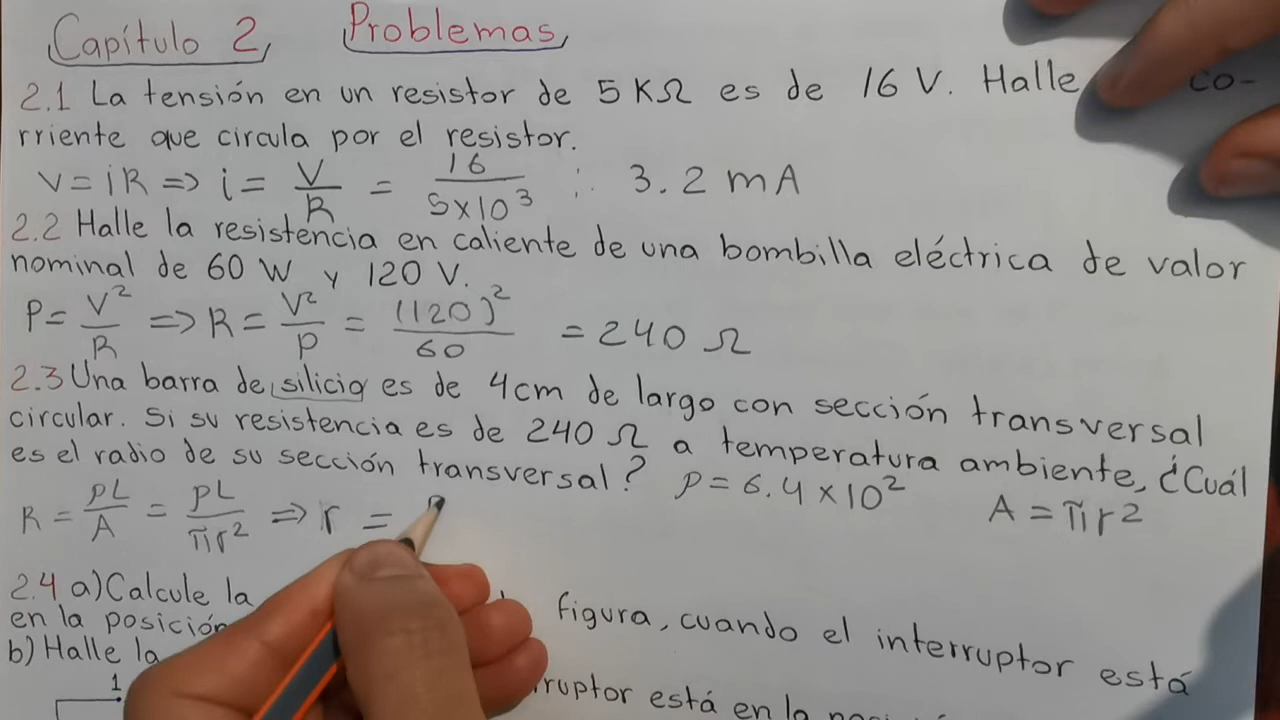 Capítulo 2, Problemas
2.1 La tensión en un resistor de 5 KΩ es de 16 V. Halle co-
rriente que circula por el resistor.
V = iR => i = V/R = 16/5x10³ ∴ 3.2 mA
2.2 Halle la resistencia en caliente de una bombilla eléctrica de valor
nominal de 60 W y 120 V.
P = V²/R => R = V²/P = (120)²/60 = 240 Ω
2.3 Una barra de silicio es de 4cm de largo con sección transversal
circular. Si su resistencia es de 240 Ω a temperatura ambiente, ¿Cuál
es el radio de su sección transversal? ρ = 6.4 x 10² A = πr²
R = ρL/A = ρL/πr² => r =
2.4 a) Calcule la figura, cuando el interruptor está
en la posición
b) Halle la ruptor está en la
1